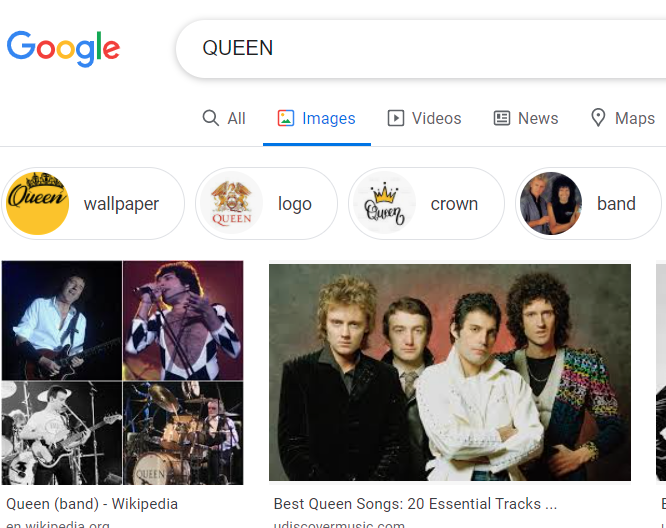 Google
QUEEN
All Images Videos News Maps
Queen wallpaper QUEEN logo Queen crown band
QUEEN
Queen (band) - Wikipedia Best Queen Songs: 20 Essential Tracks ...
en.wikipedia.org udiscovermusic.com